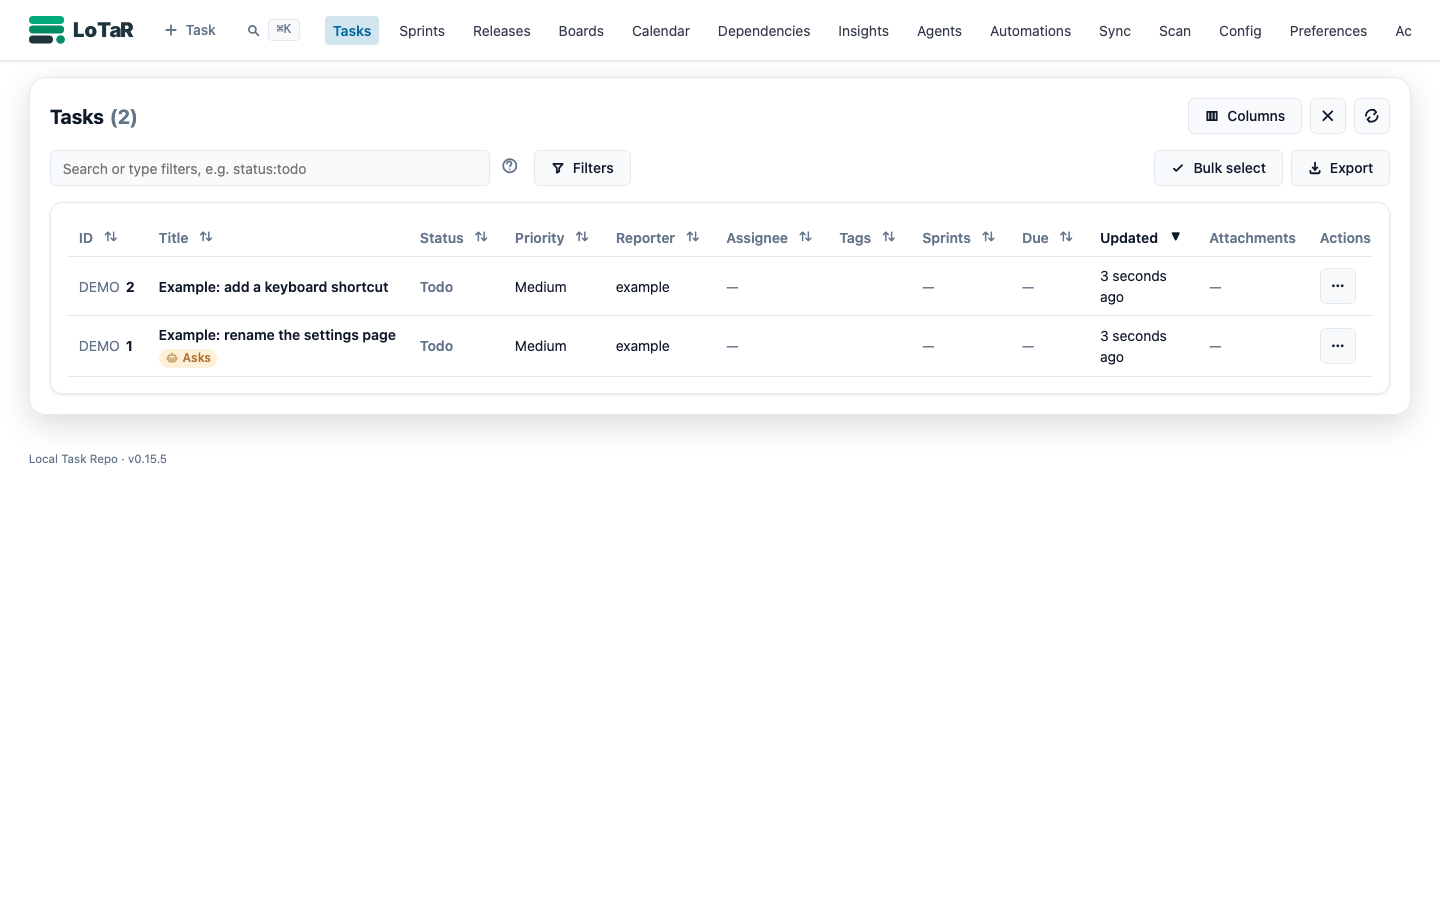 LoTaR
Task
⌘K
Tasks
Sprints
Releases
Boards
Calendar
Dependencies
Insights
Agents
Automations
Sync
Scan
Config
Preferences
Ac
Tasks (2)
Columns
Search or type filters, e.g. status:todo
Filters
Bulk select
Export
ID Title Status Priority Reporter Assignee Tags Sprints Due Updated Attachments Actions
DEMO 2 Example: add a keyboard shortcut Todo Medium example — — — 3 seconds ago —
DEMO 1 Example: rename the settings page Todo Medium example — — — 3 seconds ago —
Asks
Local Task Repo · v0.15.5